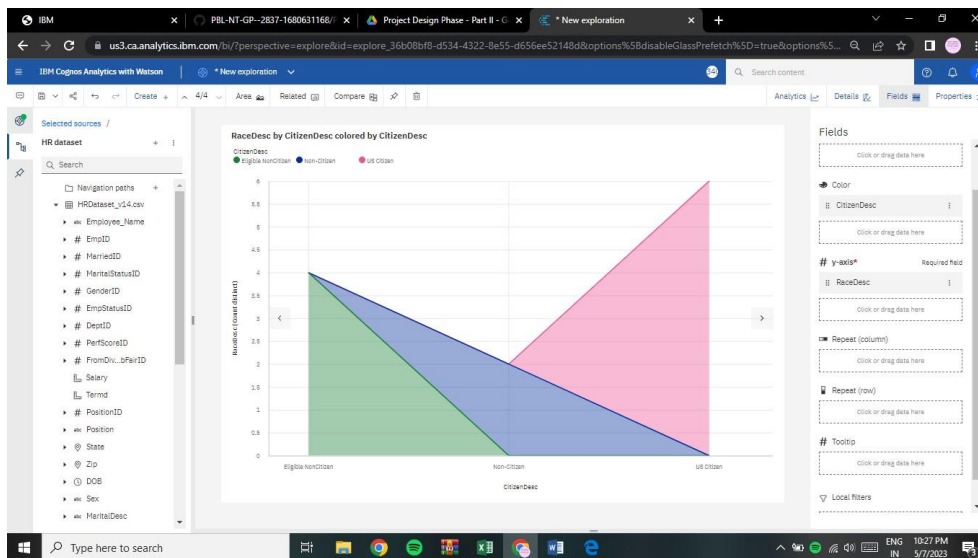 IBM
PBL-NT-GP--2837-1680631168/P
Project Design Phase - Part II - G
* New exploration
us3.ca.analytics.ibm.com/bi/?perspective=explore&id=explore_36b08bf8-d534-4322-8e55-d656ee52148d&options%5BdisableGlassPrefetch%5D=true&options%5...
IBM Cognos Analytics with Watson
* New exploration
Search content
Create
4/4
Area
Related
Compare
Analytics
Details
Fields
Properties
Selected sources /
HR dataset
Search
Navigation paths
HRDataset_v14.csv
abc Employee_Name
# EmpID
# MarriedID
# MaritalStatusID
# GenderID
# EmpStatusID
# DeptID
# PerfScoreID
# FromDiv...bFairID
Salary
Termd
# PositionID
abc Position
State
Zip
DOB
abc Sex
abc MaritalDesc
RaceDesc by CitizenDesc colored by CitizenDesc
CitizenDesc
Eligible NonCitizen
Non-Citizen
US Citizen
6
5.5
5
4.5
4
3.5
3
2.5
2
1.5
1
0.5
0
RaceDesc (Count distinct)
Eligible NonCitizen
Non-Citizen
US Citizen
CitizenDesc
Fields
Click or drag data here
Color
CitizenDesc
Click or drag data here
# y-axis*
Required field
RaceDesc
Click or drag data here
Repeat (column)
Click or drag data here
Repeat (row)
Click or drag data here
# Tooltip
Click or drag data here
Local filters
Type here to search
ENG
IN
10:27 PM
5/7/2023